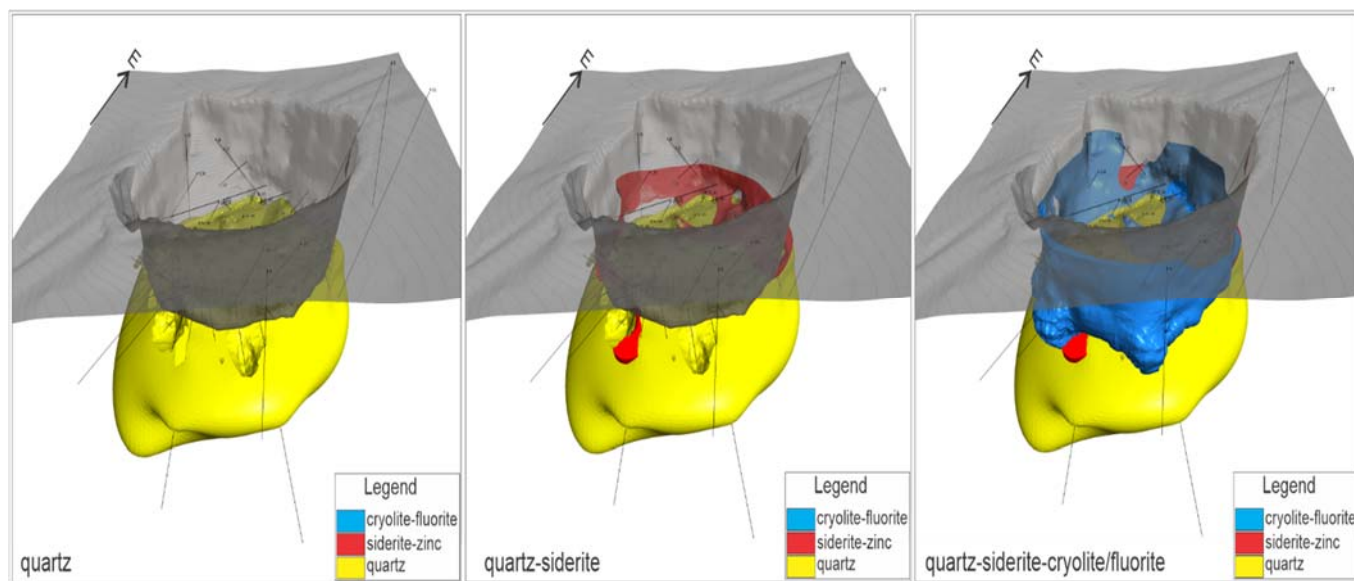 E
Legend
cryolite-fluorite
siderite-zinc
quartz
quartz
E
Legend
cryolite-fluorite
siderite-zinc
quartz
quartz-siderite
E
Legend
cryolite-fluorite
siderite-zinc
quartz
quartz-siderite-cryolite/fluorite